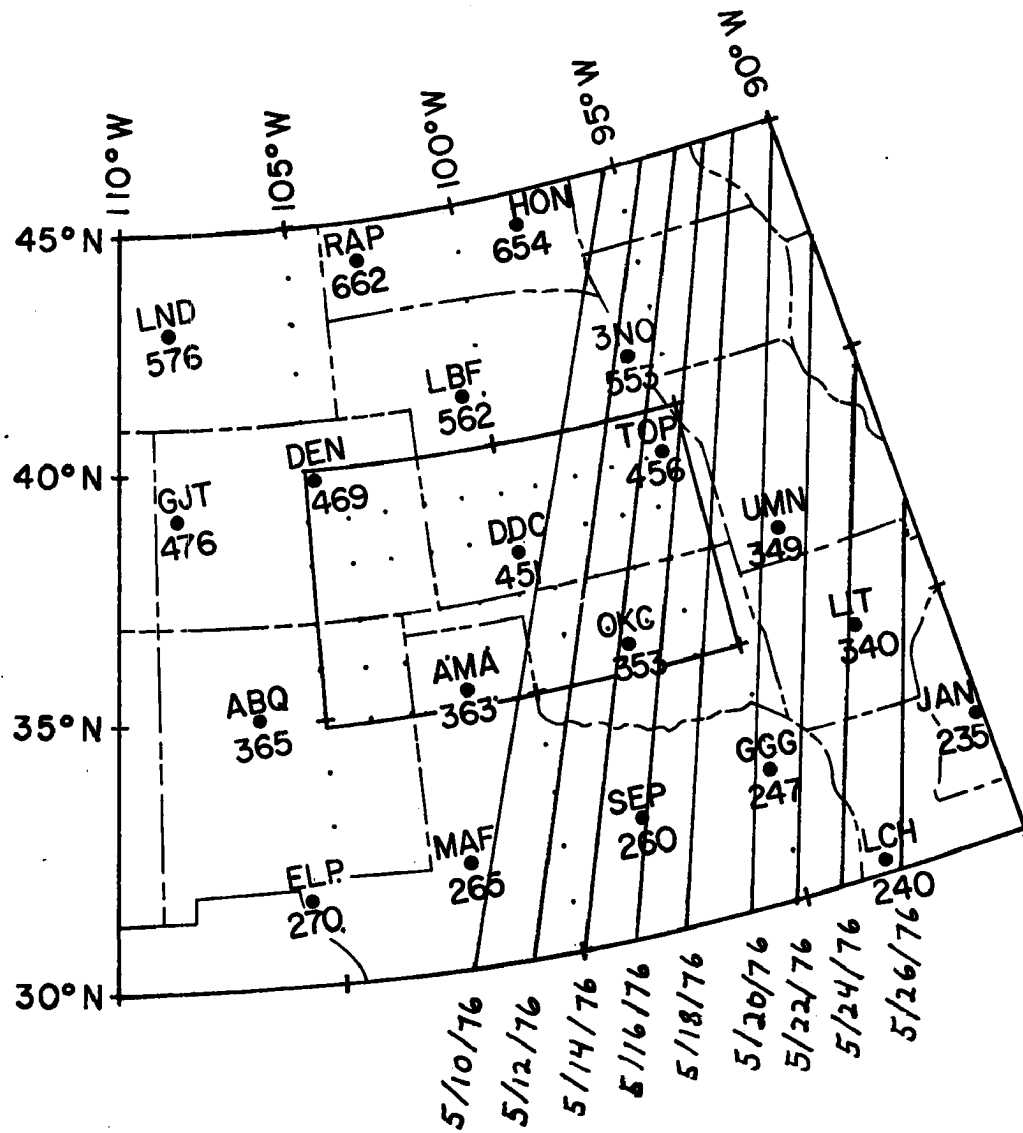 110°W
105°W
100°W
95°W
90°W
45°N
40°N
35°N
30°N
HON
654
RAP
662
LND
576
3NO
553
LBF
562
TOP
456
DEN
469
GJT
476
UMN
349
DDC
451
LIT
340
OKC
353
AMA
363
JAN
235
ABQ
365
GGG
247
SEP
260
LCH
240
MAF
265
ELP
270
5/10/76
5/12/76
5/14/76
5/16/76
5/18/76
5/20/76
5/22/76
5/24/76
5/26/76